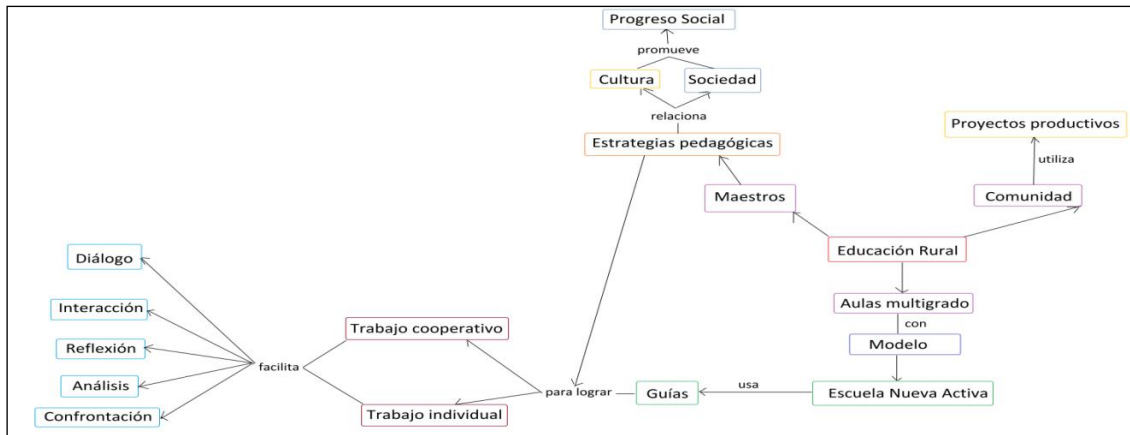 Progreso Social
promueve
Cultura
Sociedad
relaciona
Estrategias pedagógicas
Proyectos productivos
utiliza
Maestros
Comunidad
Educación Rural
Diálogo
Interacción
Reflexión
Análisis
Confrontación
facilita
Trabajo cooperativo
Trabajo individual
para lograr
Guías
usa
Aulas multigrado
con
Modelo
Escuela Nueva Activa